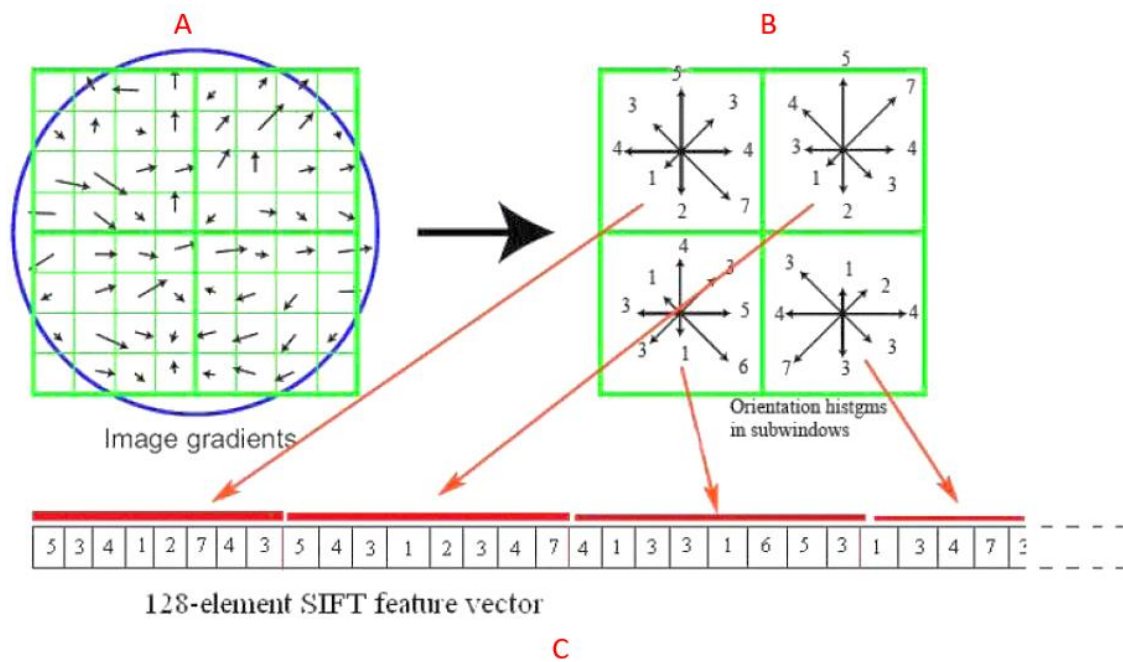 A
B
5
3 3
4 4
1
2
7
5
7
4
3 4
1 3
2
4
1 3
3 5
3 1 6
3 1
2
4 4
3
7 3
Image gradients
Orientation histgms
in subwindows
5 3 4 1 2 7 4 3 5 4 3 1 2 3 4 7 4 1 3 3 1 6 5 3 1 3 4 7 3
128-element SIFT feature vector
C